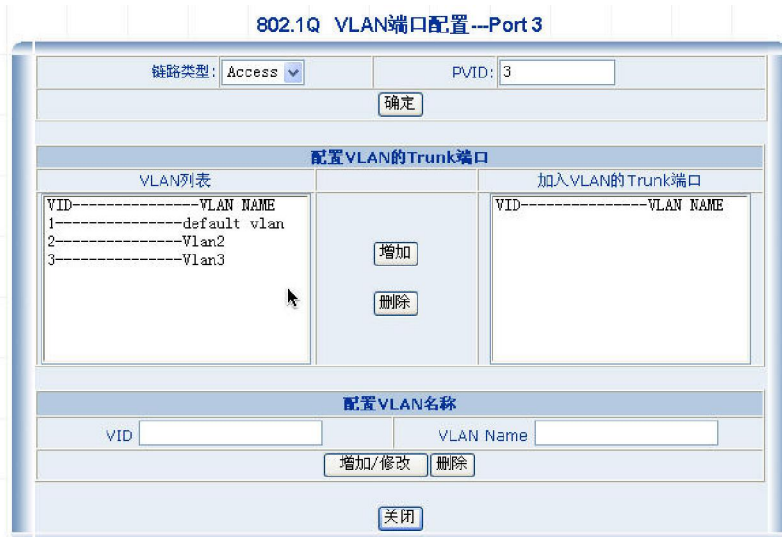 802.1Q VLAN端口配置---Port 3
链路类型: Access PVID: 3
确定
配置VLAN的Trunk端口
VLAN列表 加入VLAN的Trunk端口
VID---------------VLAN NAME VID---------------VLAN NAME
1---------------default vlan
2---------------Vlan2
3---------------Vlan3
增加
删除
配置VLAN名称
VID VLAN Name
增加/修改 删除
关闭